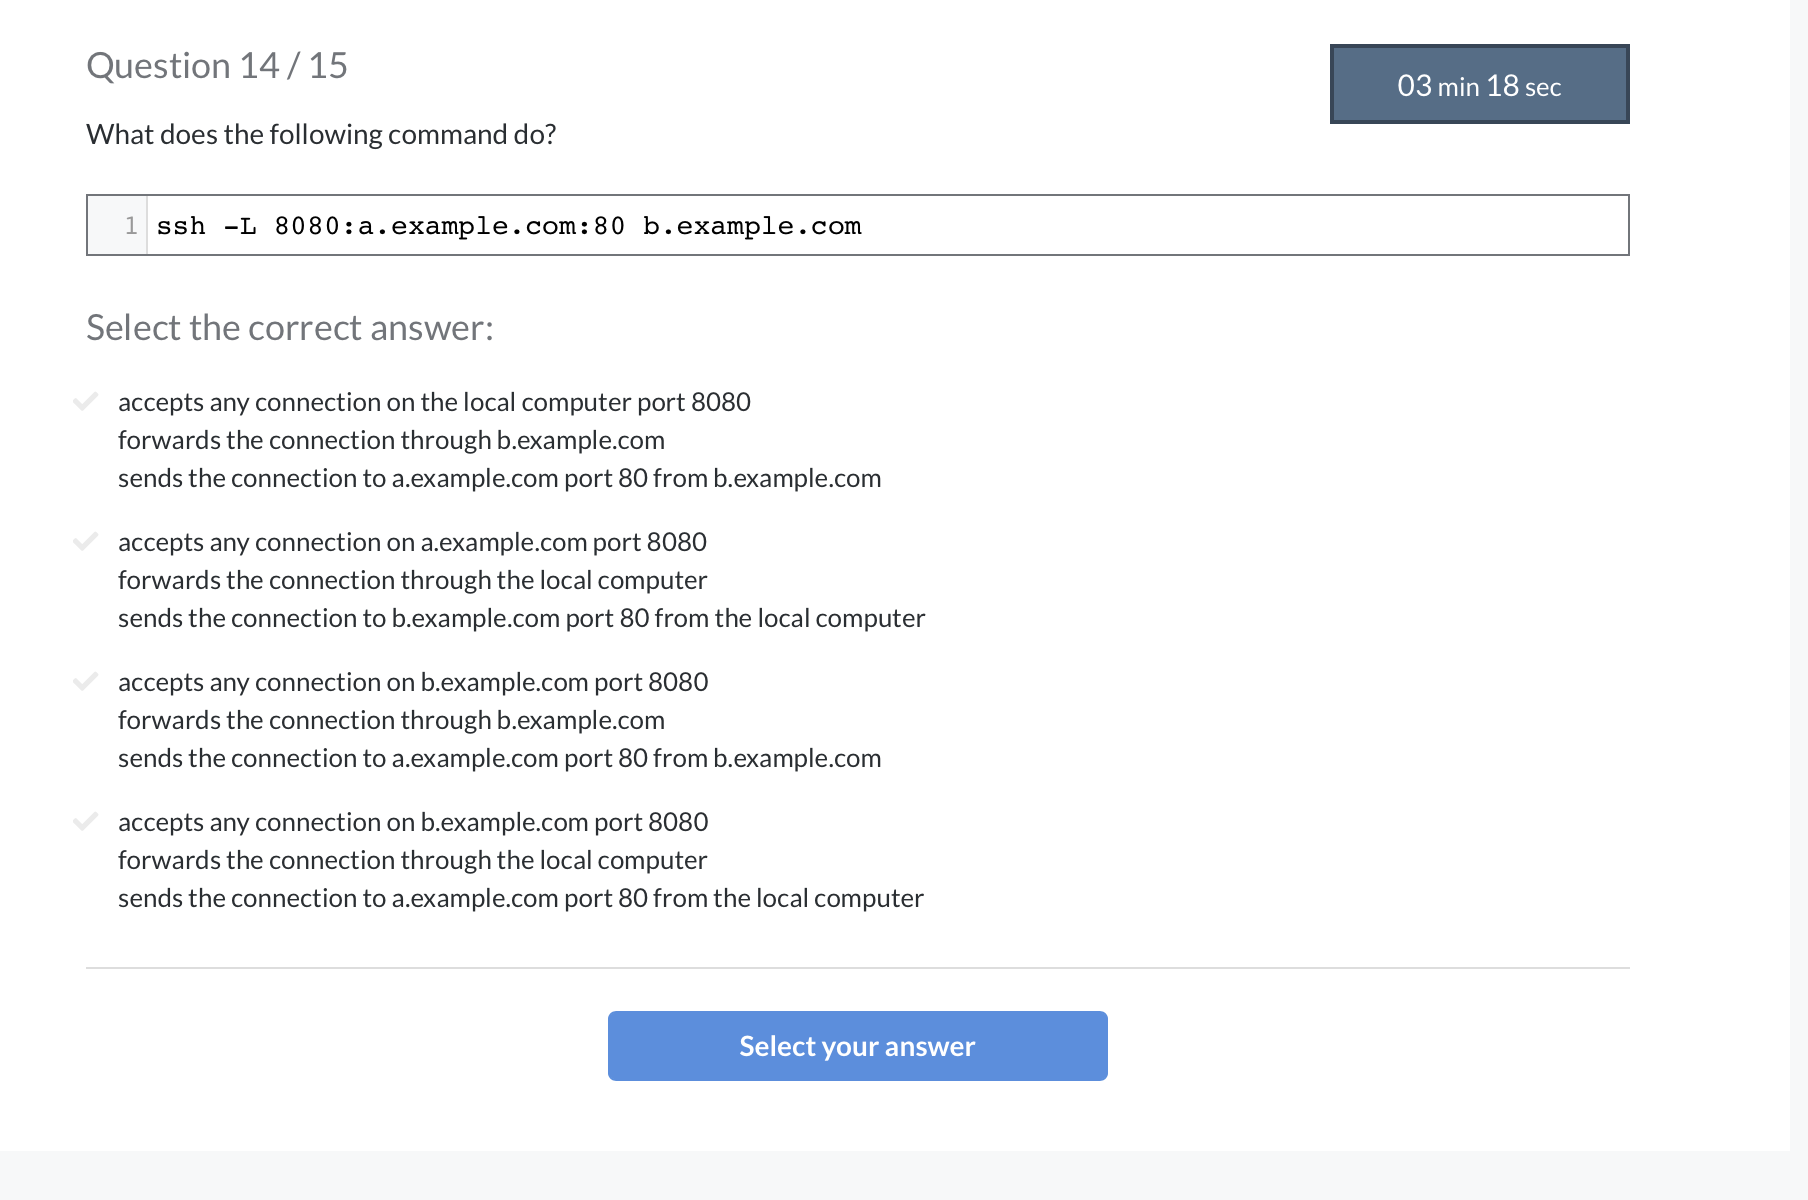 Question 14 / 15
03 min 18 sec
What does the following command do?
1 ssh -L 8080:a.example.com:80 b.example.com
Select the correct answer:
accepts any connection on the local computer port 8080
forwards the connection through b.example.com
sends the connection to a.example.com port 80 from b.example.com
accepts any connection on a.example.com port 8080
forwards the connection through the local computer
sends the connection to b.example.com port 80 from the local computer
accepts any connection on b.example.com port 8080
forwards the connection through b.example.com
sends the connection to a.example.com port 80 from b.example.com
accepts any connection on b.example.com port 8080
forwards the connection through the local computer
sends the connection to a.example.com port 80 from the local computer
Select your answer